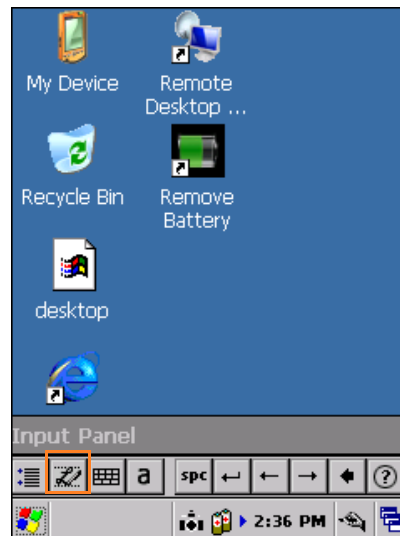 My Device
Remote
Desktop ...
Recycle Bin
Remove
Battery
desktop
Input Panel
a
spc
?
2:36 PM